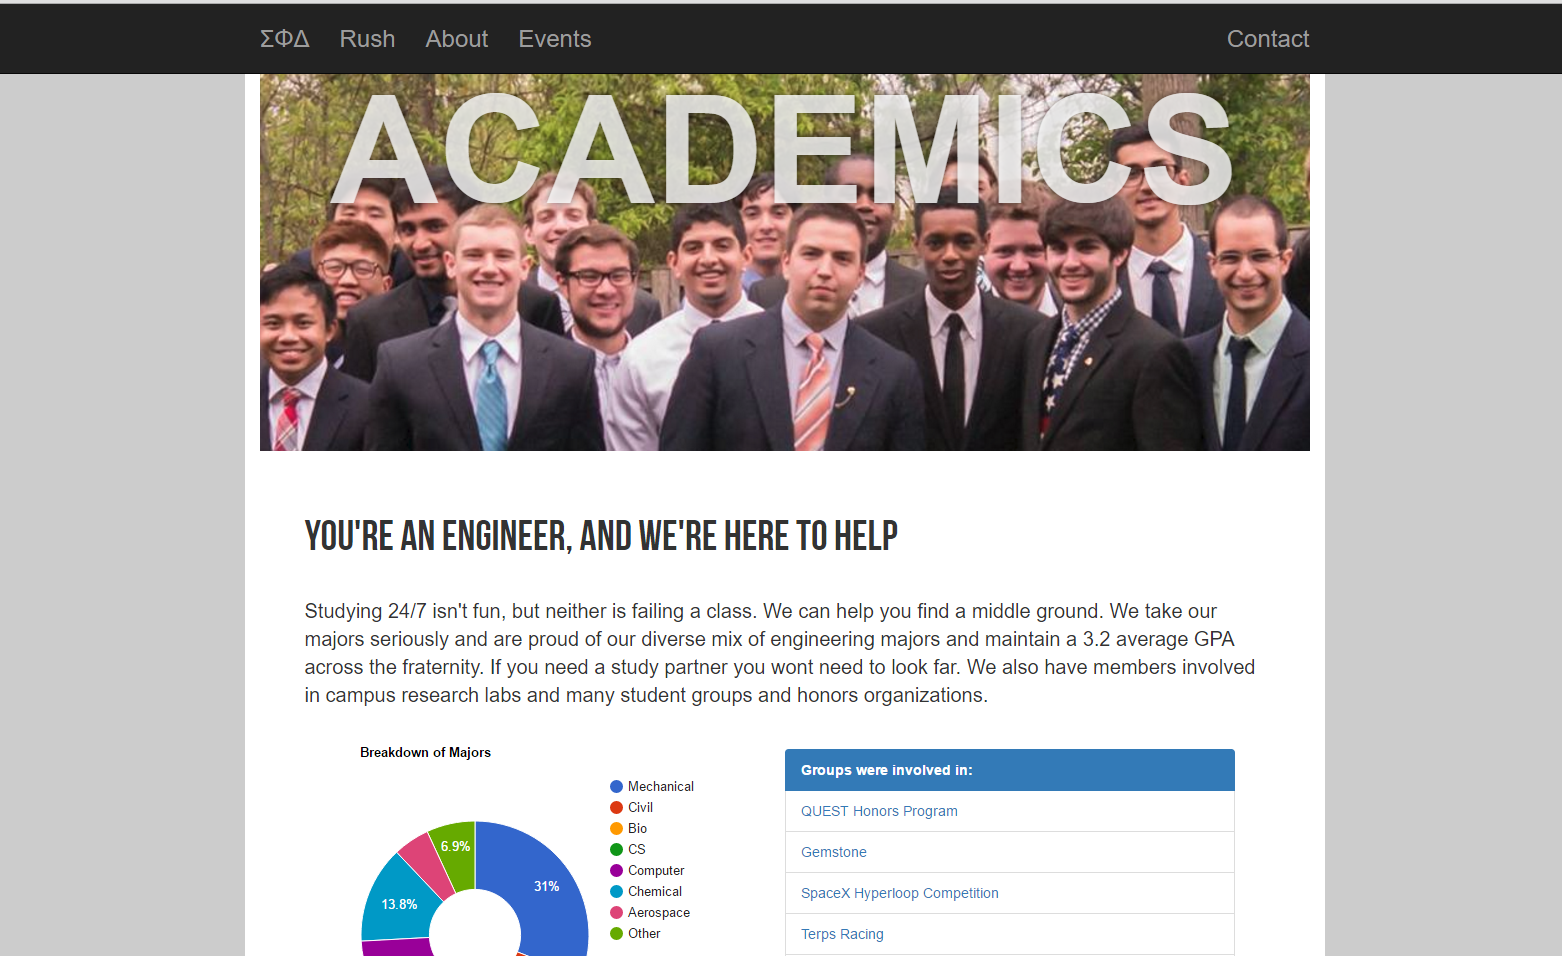 ΣΦΔ Rush About Events Contact
ACADEMICS
YOU'RE AN ENGINEER, AND WE'RE HERE TO HELP
Studying 24/7 isn't fun, but neither is failing a class. We can help you find a middle ground. We take our
majors seriously and are proud of our diverse mix of engineering majors and maintain a 3.2 average GPA
across the fraternity. If you need a study partner you wont need to look far. We also have members involved
in campus research labs and many student groups and honors organizations.
Breakdown of Majors
Mechanical
Civil
Bio
CS
Computer
Chemical
Aerospace
Other
6.9%
31%
13.8%
Groups were involved in:
QUEST Honors Program
Gemstone
SpaceX Hyperloop Competition
Terps Racing